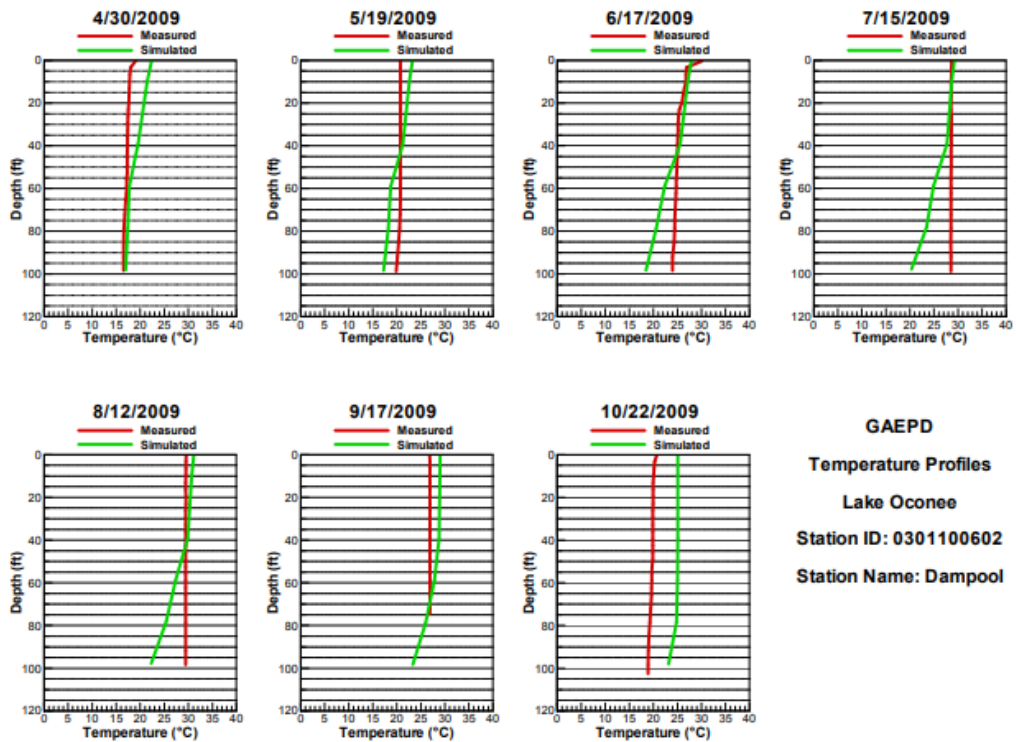 4/30/2009
Measured
Simulated
0
20
40
60
80
100
120
Depth (ft)
0 5 10 15 20 25 30 35 40
Temperature (°C)
5/19/2009
Measured
Simulated
0
20
40
60
80
100
120
Depth (ft)
0 5 10 15 20 25 30 35 40
Temperature (°C)
6/17/2009
Measured
Simulated
0
20
40
60
80
100
120
Depth (ft)
0 5 10 15 20 25 30 35 40
Temperature (°C)
7/15/2009
Measured
Simulated
0
20
40
60
80
100
120
Depth (ft)
0 5 10 15 20 25 30 35 40
Temperature (°C)
8/12/2009
Measured
Simulated
0
20
40
60
80
100
120
Depth (ft)
0 5 10 15 20 25 30 35 40
Temperature (°C)
9/17/2009
Measured
Simulated
0
20
40
60
80
100
120
Depth (ft)
0 5 10 15 20 25 30 35 40
Temperature (°C)
10/22/2009
Measured
Simulated
0
20
40
60
80
100
120
Depth (ft)
0 5 10 15 20 25 30 35 40
Temperature (°C)
GAEPD
Temperature Profiles
Lake Oconee
Station ID: 0301100602
Station Name: Dampool